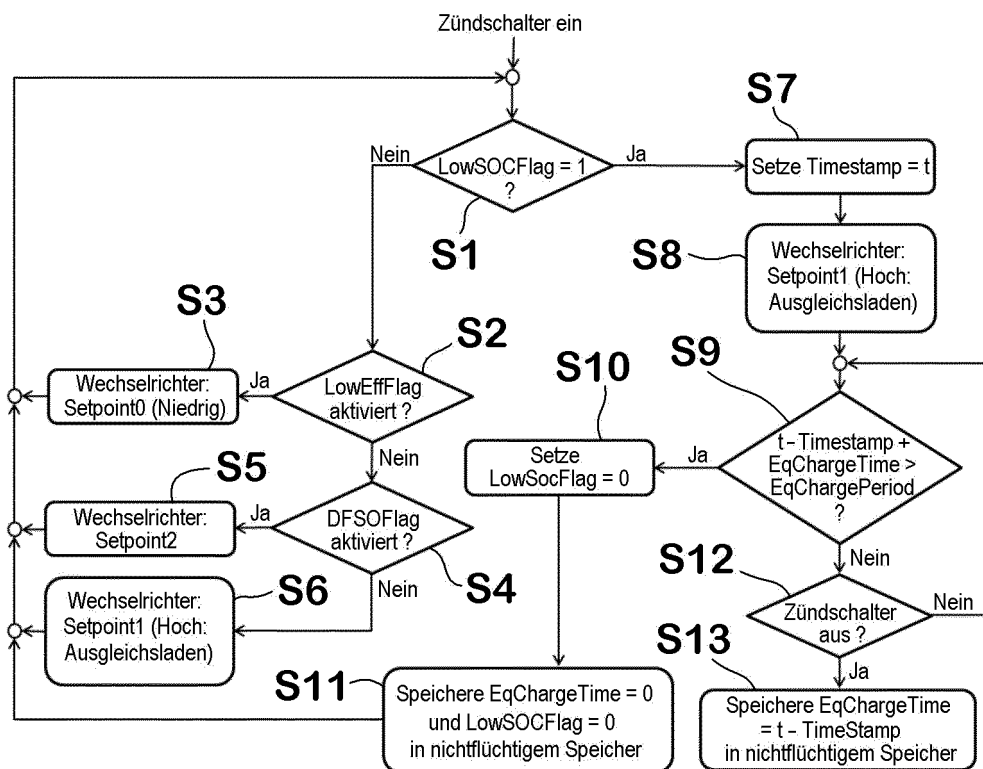 Zündschalter ein
S7
Nein
LowSOCFlag = 1
?
Ja
Setze Timestamp = t
S1
S8
Wechselrichter:
Setpoint1 (Hoch:
Ausgleichsladen)
S3
S2
S9
S10
Wechselrichter:
Setpoint0 (Niedrig)
Ja
LowEffFlag
aktiviert ?
Nein
Setze
LowSocFlag = 0
Ja
t – Timestamp +
EqChargeTime >
EqChargePeriod
?
Nein
S5
Wechselrichter:
Setpoint2
Ja
DFSOFlag
aktiviert ?
Nein
S4
S6
Wechselrichter:
Setpoint1 (Hoch:
Ausgleichsladen)
S12
Zündschalter
aus ?
Nein
Ja
S13
S11
Speichere EqChargeTime = 0
und LowSOCFlag = 0
in nichtflüchtigem Speicher
Speichere EqChargeTime
= t – TimeStamp
in nichtflüchtigem Speicher